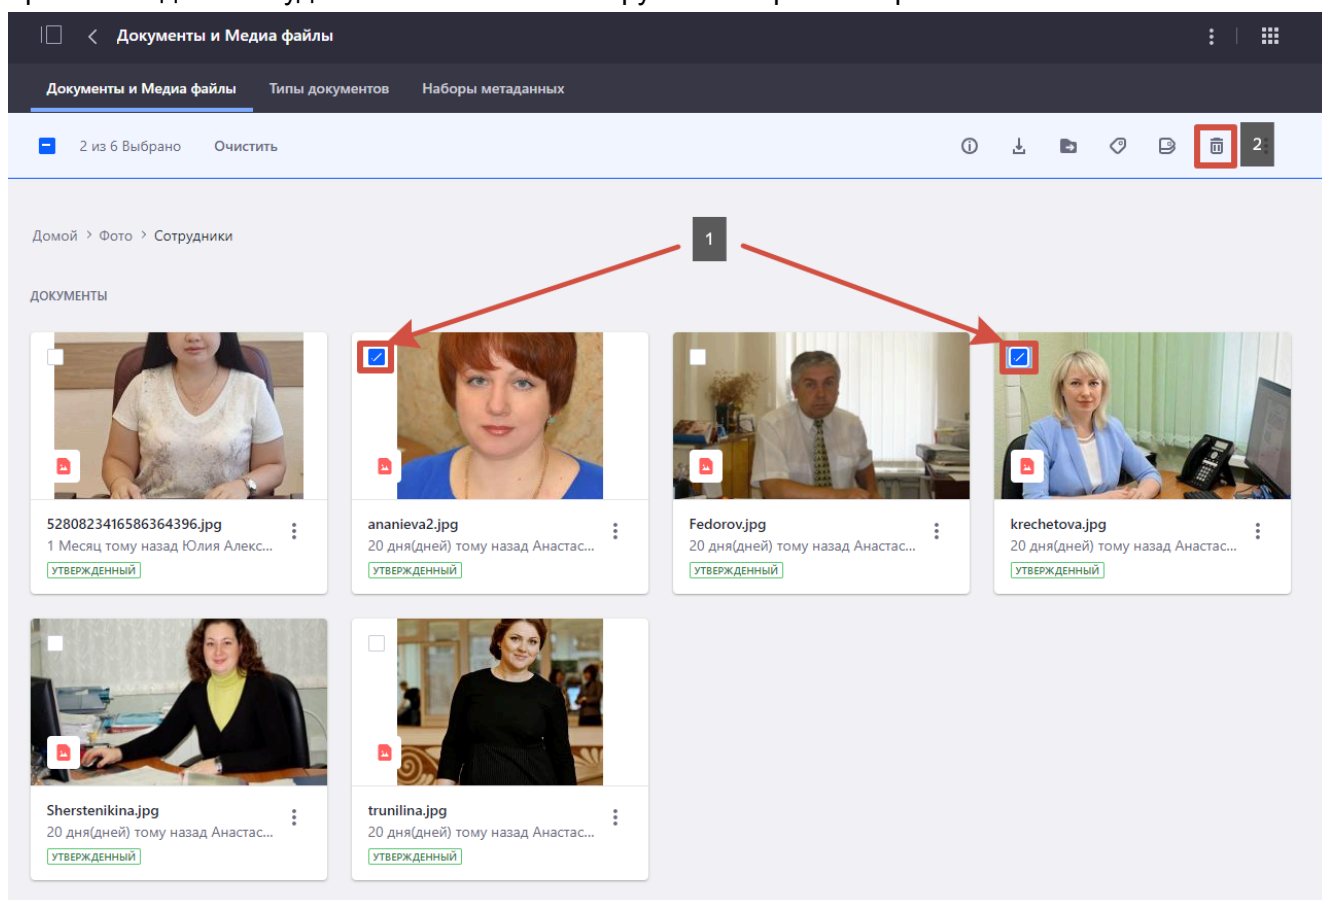 Документы и Медиа файлы
Документы и Медиа файлы Типы документов Наборы метаданных
2 из 6 Выбрано Очистить 2
Домой > Фото > Сотрудники
1
ДОКУМЕНТЫ
5280823416586364396.jpg
1 Месяц тому назад Юлия Алекс...
УТВЕРЖДЕННЫЙ
ananieva2.jpg
20 дня(дней) тому назад Анастас...
УТВЕРЖДЕННЫЙ
Fedorov.jpg
20 дня(дней) тому назад Анастас...
УТВЕРЖДЕННЫЙ
krechetova.jpg
20 дня(дней) тому назад Анастас...
УТВЕРЖДЕННЫЙ
Sherstenikina.jpg
20 дня(дней) тому назад Анастас...
УТВЕРЖДЕННЫЙ
trunilina.jpg
20 дня(дней) тому назад Анастас...
УТВЕРЖДЕННЫЙ